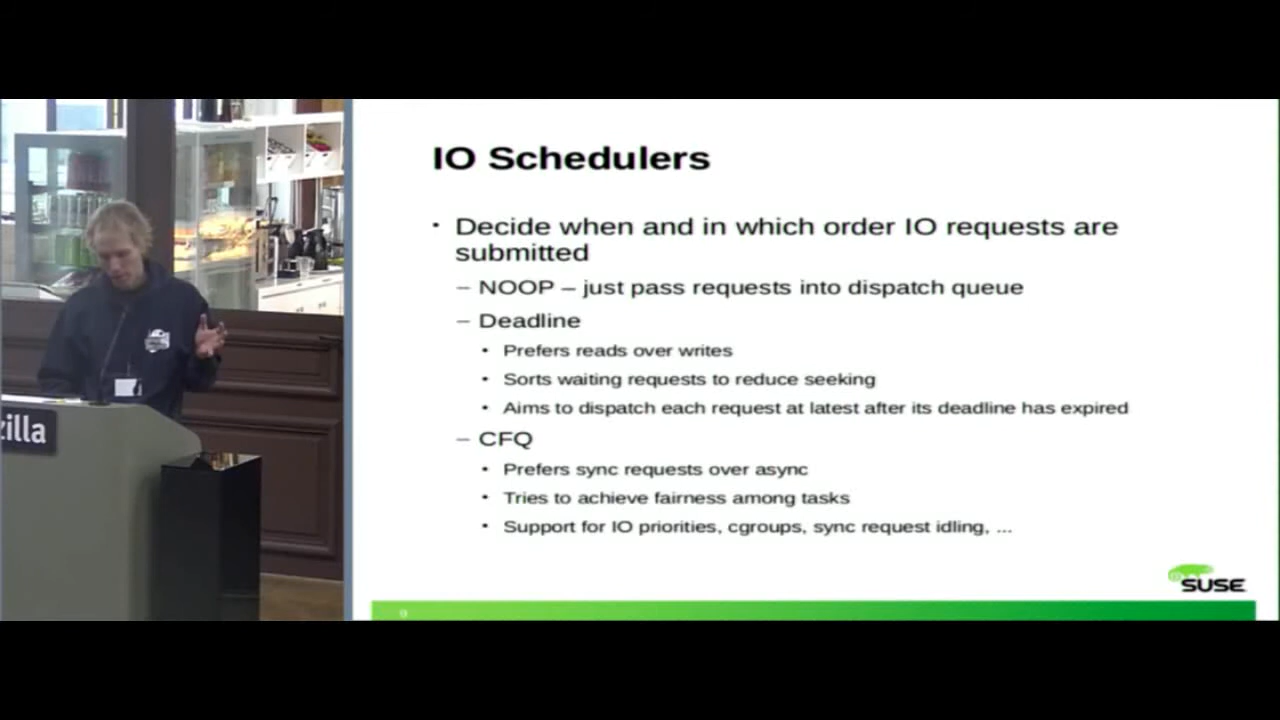 IO Schedulers
• Decide when and in which order IO requests are
submitted
– NOOP – just pass requests into dispatch queue
– Deadline
• Prefers reads over writes
• Sorts waiting requests to reduce seeking
• Aims to dispatch each request at latest after its deadline has expired
– CFQ
• Prefers sync requests over async
• Tries to achieve fairness among tasks
• Support for IO priorities, cgroups, sync request idling, ...
zilla
SUSE
9